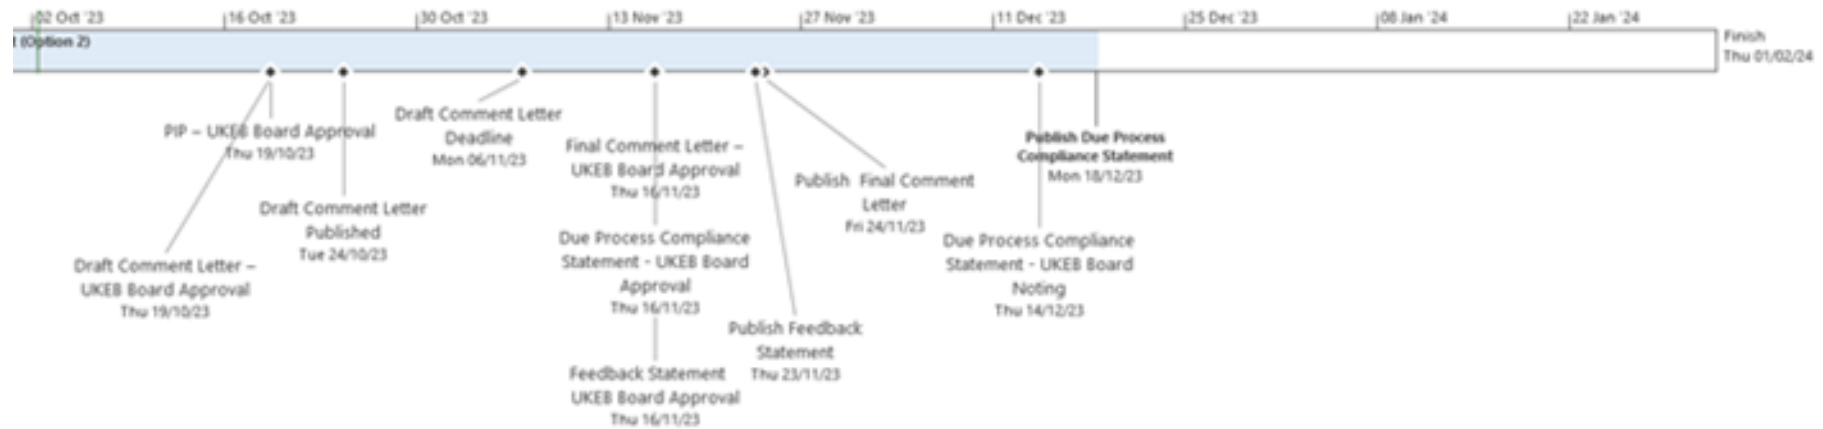 02 Oct '23
16 Oct '23
30 Oct '23
13 Nov '23
27 Nov '23
11 Dec '23
25 Dec '23
08 Jan '24
22 Jan '24
t (Option 2)
Finish
Thu 01/02/24
PIP – UKEB Board Approval
Thu 19/10/23
Draft Comment Letter –
UKEB Board Approval
Thu 19/10/23
Draft Comment Letter
Published
Tue 24/10/23
Draft Comment Letter
Deadline
Mon 06/11/23
Final Comment Letter –
UKEB Board Approval
Thu 16/11/23
Due Process Compliance
Statement - UKEB Board
Approval
Thu 16/11/23
Feedback Statement
UKEB Board Approval
Thu 16/11/23
Publish Feedback
Statement
Thu 23/11/23
Publish Final Comment
Letter
Fri 24/11/23
Due Process Compliance
Statement - UKEB Board
Noting
Thu 14/12/23
Publish Due Process
Compliance Statement
Mon 18/12/23